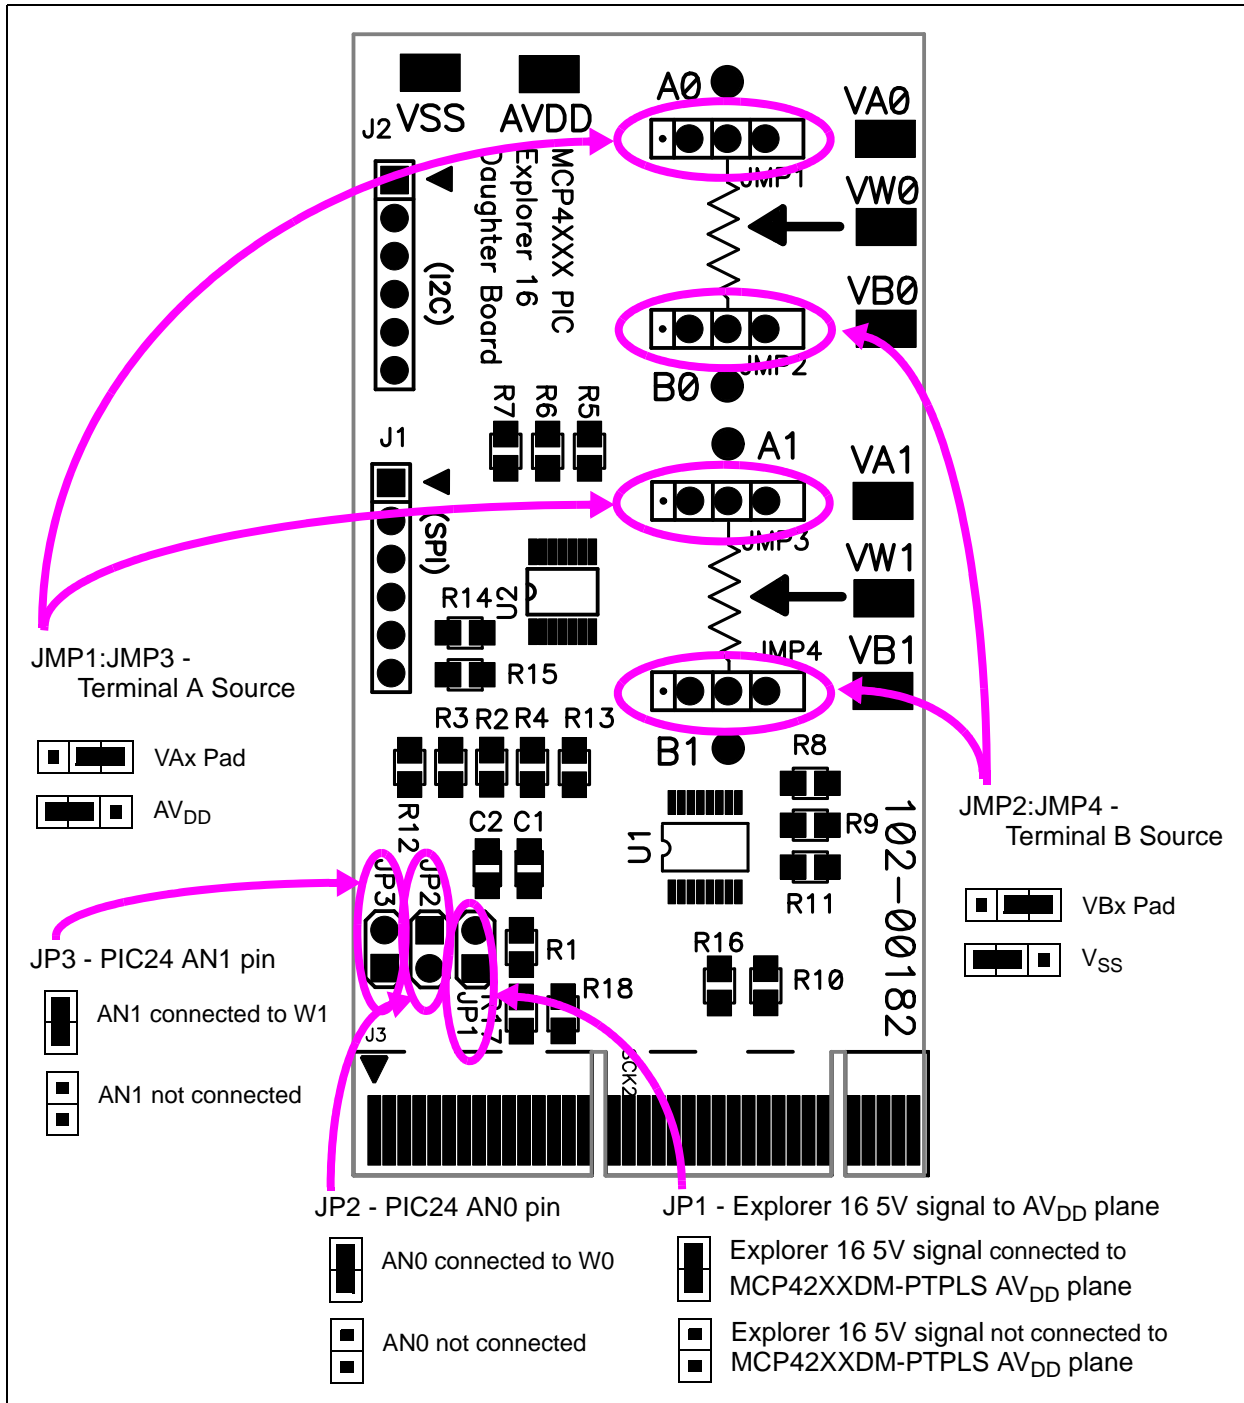 A0
VA0
J2
VSS
AVDD
JMP1
VW0
MCP4XXX PIC
Explorer 16
Daughter Board
(I2C)
VB0
JMP2
B0
R7
R6
R5
J1
A1
VA1
(SPI)
JMP3
VW1
R14
U2
JMP4
VB1
R15
JMP1:JMP3 -
Terminal A Source
VAx Pad
AVDD
R3
R2
R4
R13
B1
R8
R12
C2
C1
U1
R9
R11
102-00182
JMP2:JMP4 -
Terminal B Source
VBx Pad
VSS
JP3
JP2
JP3 - PIC24 AN1 pin
AN1 connected to W1
AN1 not connected
R1
R16
R10
R18
R17
JP1
J3
SCK2
JP2 - PIC24 AN0 pin
AN0 connected to W0
AN0 not connected
JP1 - Explorer 16 5V signal to AVDD plane
Explorer 16 5V signal connected to
MCP42XXDM-PTPLS AVDD plane
Explorer 16 5V signal not connected to
MCP42XXDM-PTPLS AVDD plane